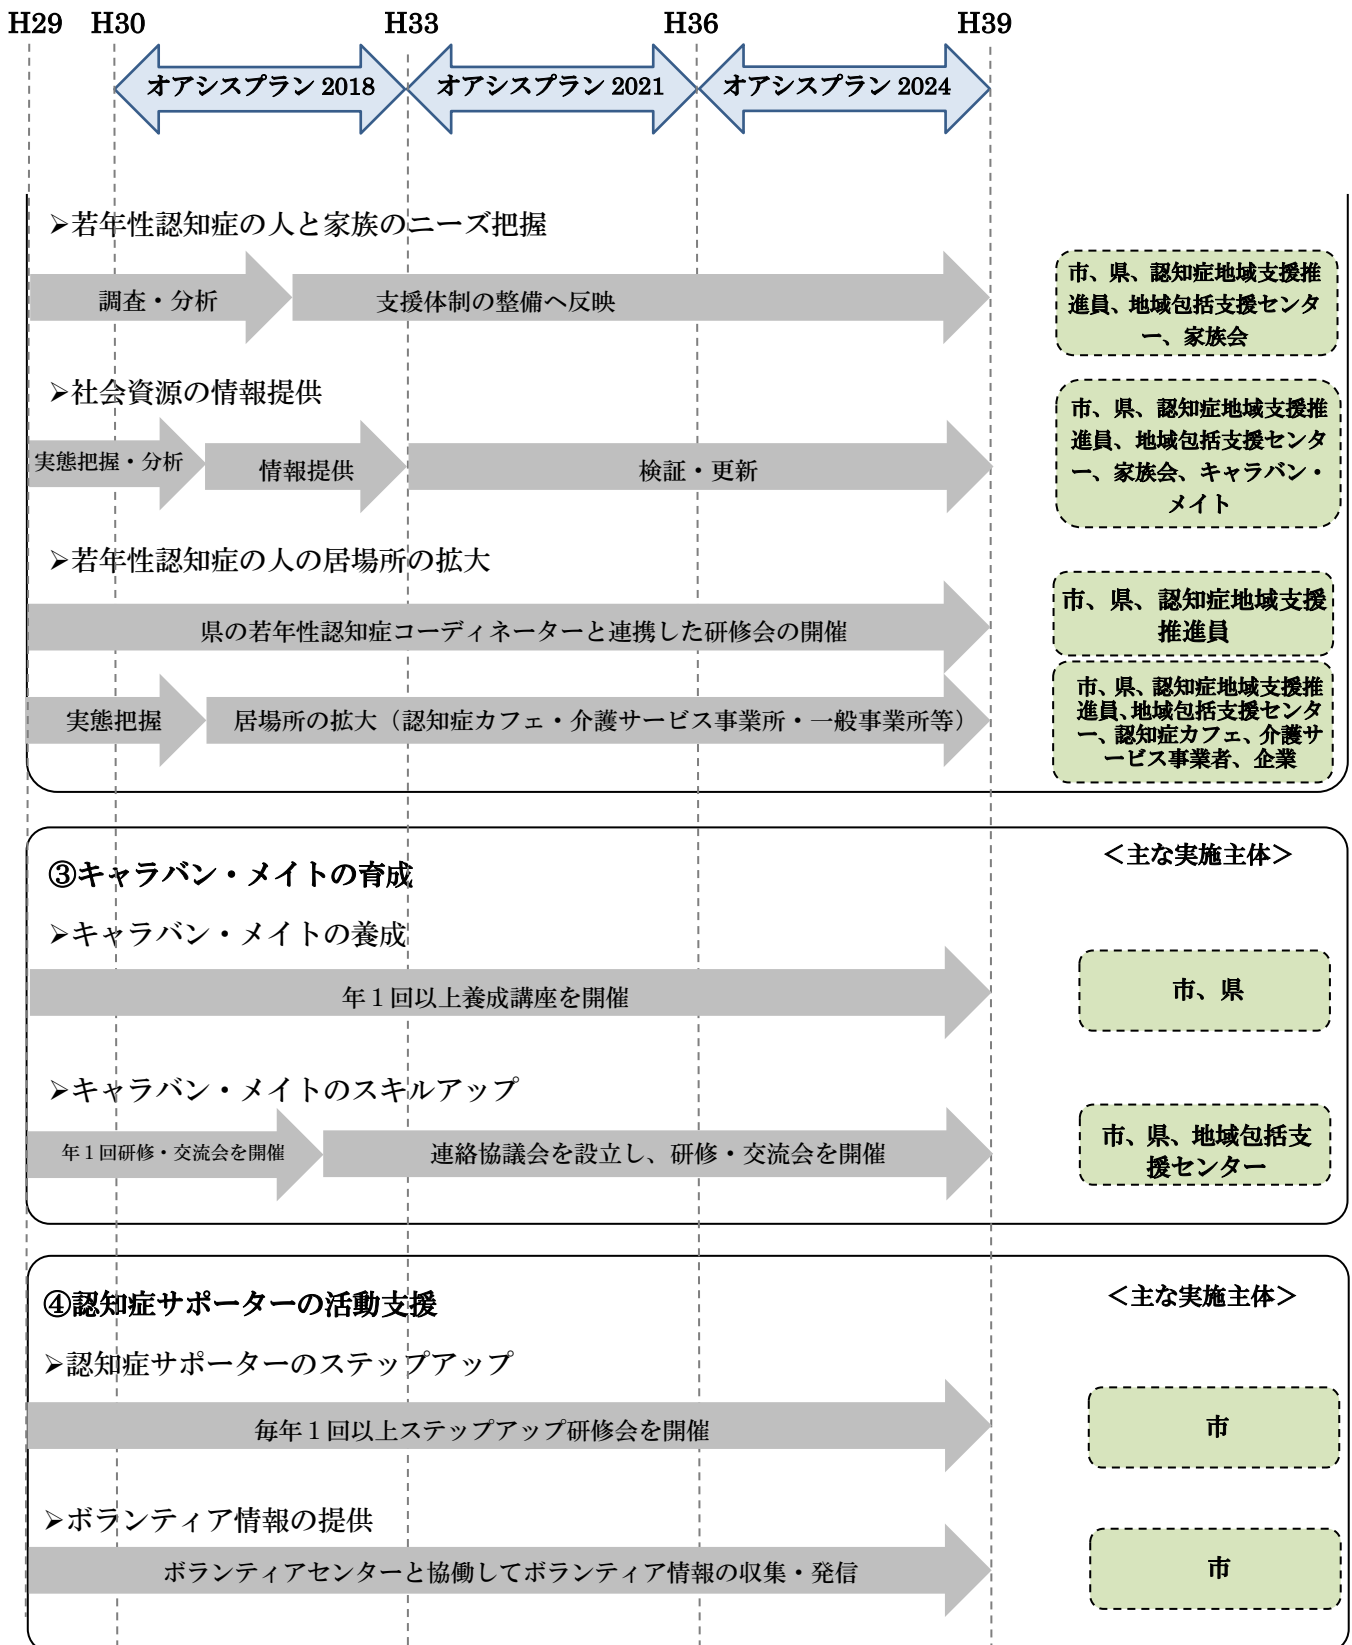 H29 H30 H33 H36 H39
オアシスプラン 2018 オアシスプラン 2021 オアシスプラン 2024
➢若年性認知症の人と家族のニーズ把握
調査・分析 支援体制の整備へ反映
市、県、認知症地域支援推
進員、地域包括支援センタ
ー、家族会
➢社会資源の情報提供
実態把握・分析 情報提供 検証・更新
市、県、認知症地域支援推
進員、地域包括支援センタ
ー、家族会、キャラバン・
メイト
➢若年性認知症の人の居場所の拡大
県の若年性認知症コーディネーターと連携した研修会の開催
市、県、認知症地域支援
推進員
実態把握 居場所の拡大（認知症カフェ・介護サービス事業所・一般事業所等）
市、県、認知症地域支援推
進員、地域包括支援センタ
ー、認知症カフェ、介護サ
ービス事業者、企業
③キャラバン・メイトの育成
＜主な実施主体＞
➢キャラバン・メイトの養成
年１回以上養成講座を開催
市、県
➢キャラバン・メイトのスキルアップ
年１回研修・交流会を開催 連絡協議会を設立し、研修・交流会を開催
市、県、地域包括支
援センター
④認知症サポーターの活動支援
＜主な実施主体＞
➢認知症サポーターのステップアップ
毎年１回以上ステップアップ研修会を開催
市
➢ボランティア情報の提供
ボランティアセンターと協働してボランティア情報の収集・発信
市